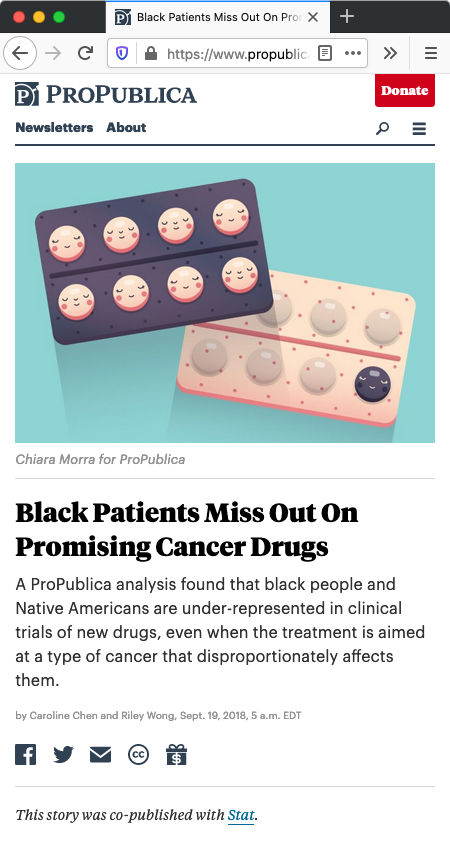 Black Patients Miss Out On Pro
https://www.propublic
PROPUBLICA
Donate
Newsletters About
Chiara Morra for ProPublica
Black Patients Miss Out On
Promising Cancer Drugs
A ProPublica analysis found that black people and
Native Americans are under-represented in clinical
trials of new drugs, even when the treatment is aimed
at a type of cancer that disproportionately affects
them.
by Caroline Chen and Riley Wong, Sept. 19, 2018, 5 a.m. EDT
This story was co-published with Stat.